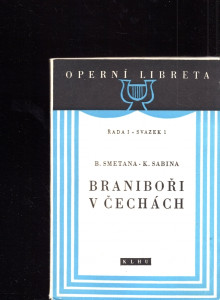 OPERNÍ LIBRETA
ŘADA I - SVAZEK 1
B. SMETANA - K. SABINA
BRANIBOŘI
V ČECHÁCH
KLHU